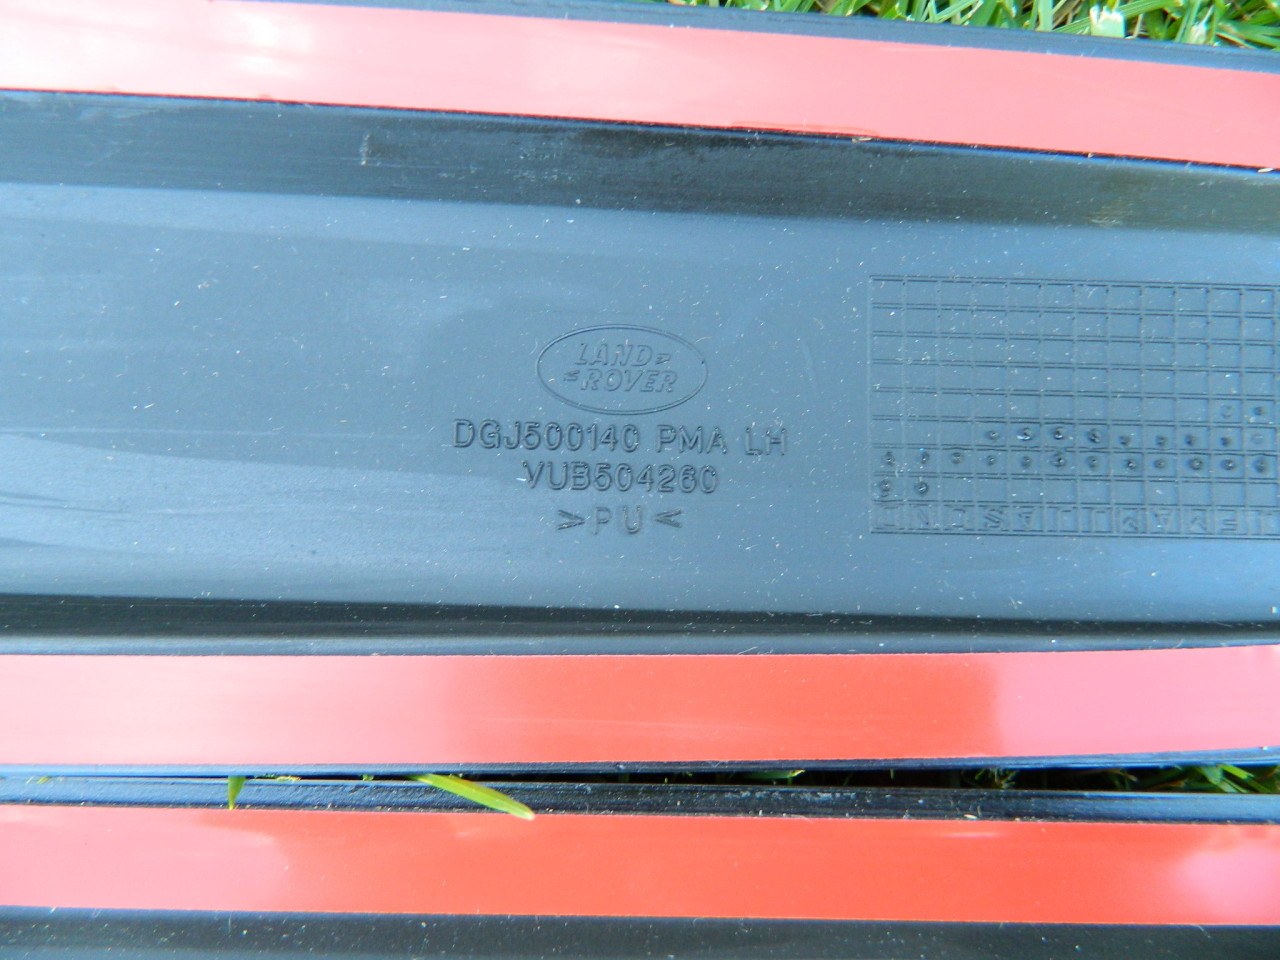 LAND
ROVER
DGJ500140 PMA LH
VUB504260
>PU<